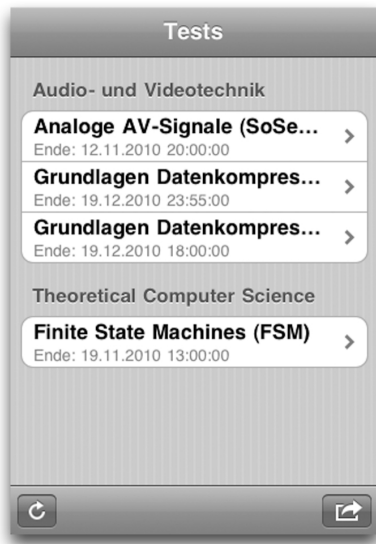 Tests
Audio- und Videotechnik
Analoge AV-Signale (SoSe...
Ende: 12.11.2010 20:00:00
Grundlagen Datenkompres...
Ende: 19.12.2010 23:55:00
Grundlagen Datenkompres...
Ende: 19.12.2010 18:00:00
Theoretical Computer Science
Finite State Machines (FSM)
Ende: 19.11.2010 13:00:00